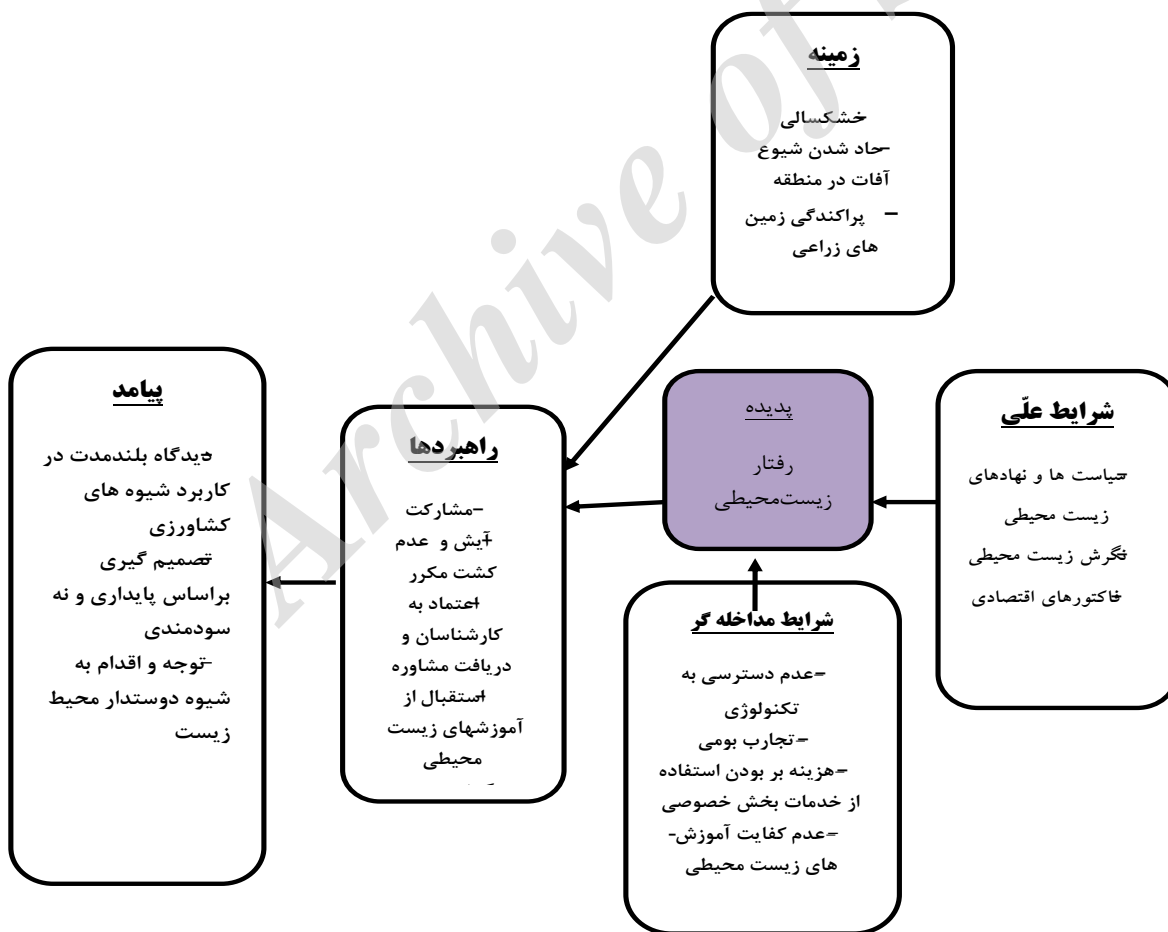 زمینه
-خشکسالی
-حاد شدن شیوع
آفات در منطقه
- پراکندگی زمین
های زراعی
شرایط علّی
-سیاست ها و نهادهای
زیست محیطی
-نگرش زیست محیطی
-فاکتورهای اقتصادی
پدیده
رفتار
زیست‌محیطی
شرایط مداخله گر
-عدم دسترسی به
تکنولوژی
-تجارب بومی
-هزینه بر بودن استفاده
از خدمات بخش خصوصی
-عدم کفایت آموزش-
های زیست محیطی
راهبردها
-مشارکت
-آیش و عدم
کشت مکرر
-اعتماد به
کارشناسان و
دریافت مشاوره
-استقبال از
آموزشهای زیست
محیطی
پیامد
-دیدگاه بلندمدت در
کاربرد شیوه های
کشاورزی
-تصمیم گیری
براساس پایداری و نه
سودمندی
-توجه و اقدام به
شیوه دوستدار محیط
زیست
Archive of